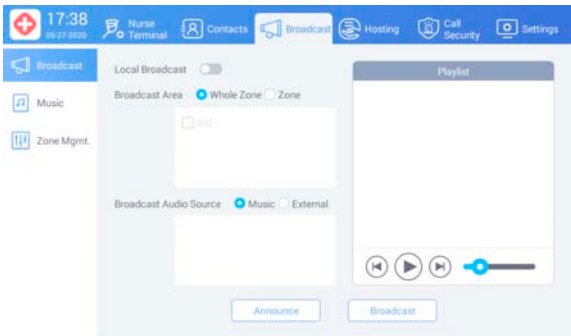 17:38
05-27-2020
Nurse
Terminal
Contacts
Broadcast
Hosting
Call
Security
Settings
Broadcast
Music
Zone Mgmt.
Local Broadcast
Broadcast Area Whole Zone Zone
Broadcast Audio Source Music External
Playlist
Announce
Broadcast